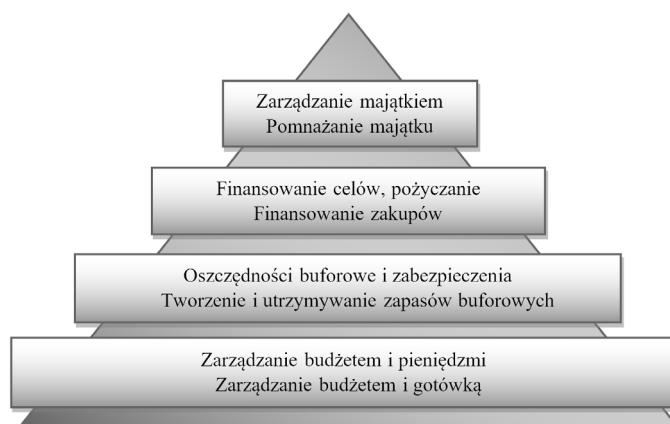 Zarządzanie majątkiem
Pomnażanie majątku
Finansowanie celów, pożyczanie
Finansowanie zakupów
Oszczędności buforowe i zabezpieczenia
Tworzenie i utrzymywanie zapasów buforowych
Zarządzanie budżetem i pieniędzmi
Zarządzanie budżetem i gotówką